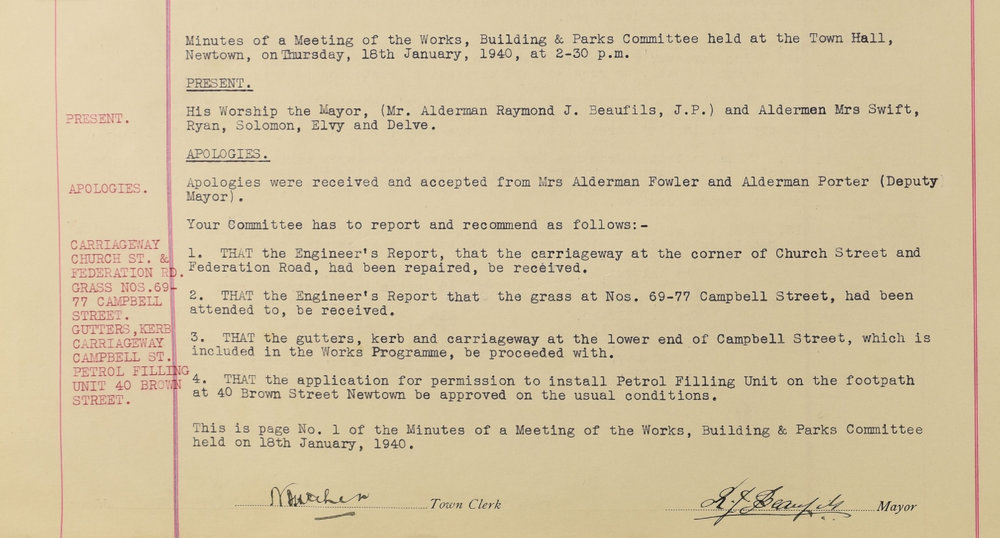 Minutes of a Meeting of the Works, Building & Parks Committee held at the Town Hall,
Newtown, on Thursday, 18th January, 1940, at 2-30 p.m.
PRESENT.
PRESENT.
His Worship the Mayor, (Mr. Alderman Raymond J. Beaufils, J.P.) and Aldermen Mrs Swift,
Ryan, Solomon, Elvy and Delve.
APOLOGIES.
APOLOGIES.
Apologies were received and accepted from Mrs Alderman Fowler and Alderman Porter (Deputy
Mayor).
Your Committee has to report and recommend as follows:-
CARRIAGEWAY
CHURCH ST. &
FEDERATION RD.
1. THAT the Engineer's Report, that the carriageway at the corner of Church Street and
Federation Road, had been repaired, be received.
GRASS NOS.69-
77 CAMPBELL
STREET.
2. THAT the Engineer's Report that the grass at Nos. 69-77 Campbell Street, had been
attended to, be received.
GUTTERS,KERB
CARRIAGEWAY
CAMPBELL ST.
3. THAT the gutters, kerb and carriageway at the lower end of Campbell Street, which is
included in the Works Programme, be proceeded with.
PETROL FILLING
UNIT 40 BROWN
STREET.
4. THAT the application for permission to install Petrol Filling Unit on the footpath
at 40 Brown Street Newtown be approved on the usual conditions.
This is page No. 1 of the Minutes of a Meeting of the Works, Building & Parks Committee
held on 18th January, 1940.
Town Clerk
R J Beaufils Mayor